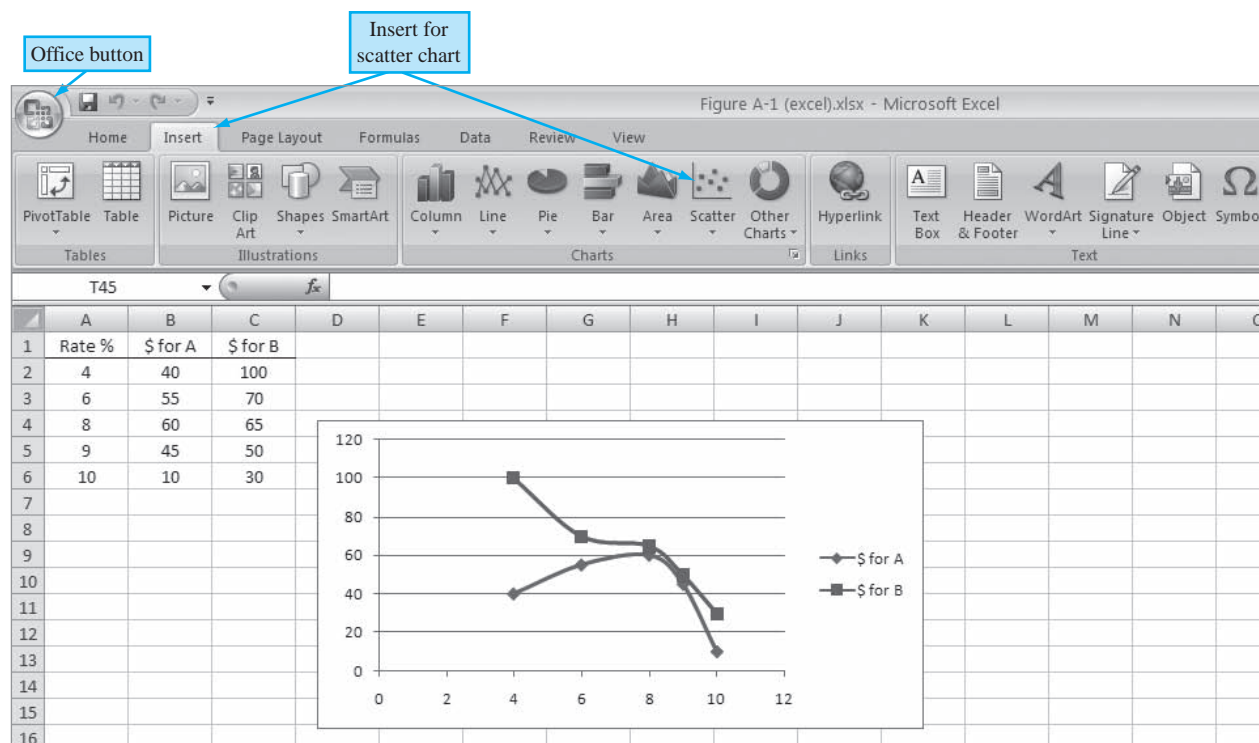 Insert for
scatter chart
Office button
Figure A-1 (excel).xlsx - Microsoft Excel
Home Insert Page Layout Formulas Data Review View
PivotTable Table Picture Clip Art Shapes SmartArt Column Line Pie Bar Area Scatter Other Charts Hyperlink Text Box Header & Footer WordArt Signature Line Object Symbo
Tables Illustrations Charts Links Text
T45 fx
A B C D E F G H I J K L M N
1 Rate % $ for A $ for B
2 4 40 100
3 6 55 70
4 8 60 65
5 9 45 50
6 10 10 30
7
8
9
10
11
12
13
14
15
16
120
100
80
60
40
20
0
0 2 4 6 8 10 12
$ for A
$ for B